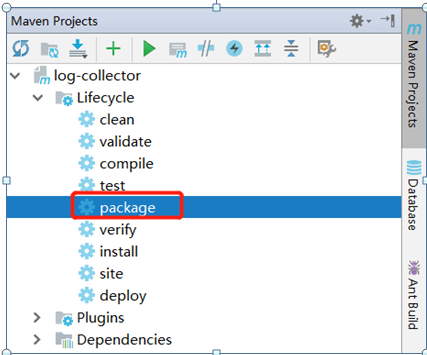 Maven Projects
log-collector
Lifecycle
clean
validate
compile
test
package
verify
install
site
deploy
Plugins
Dependencies
m Maven Projects
Database
Ant Build